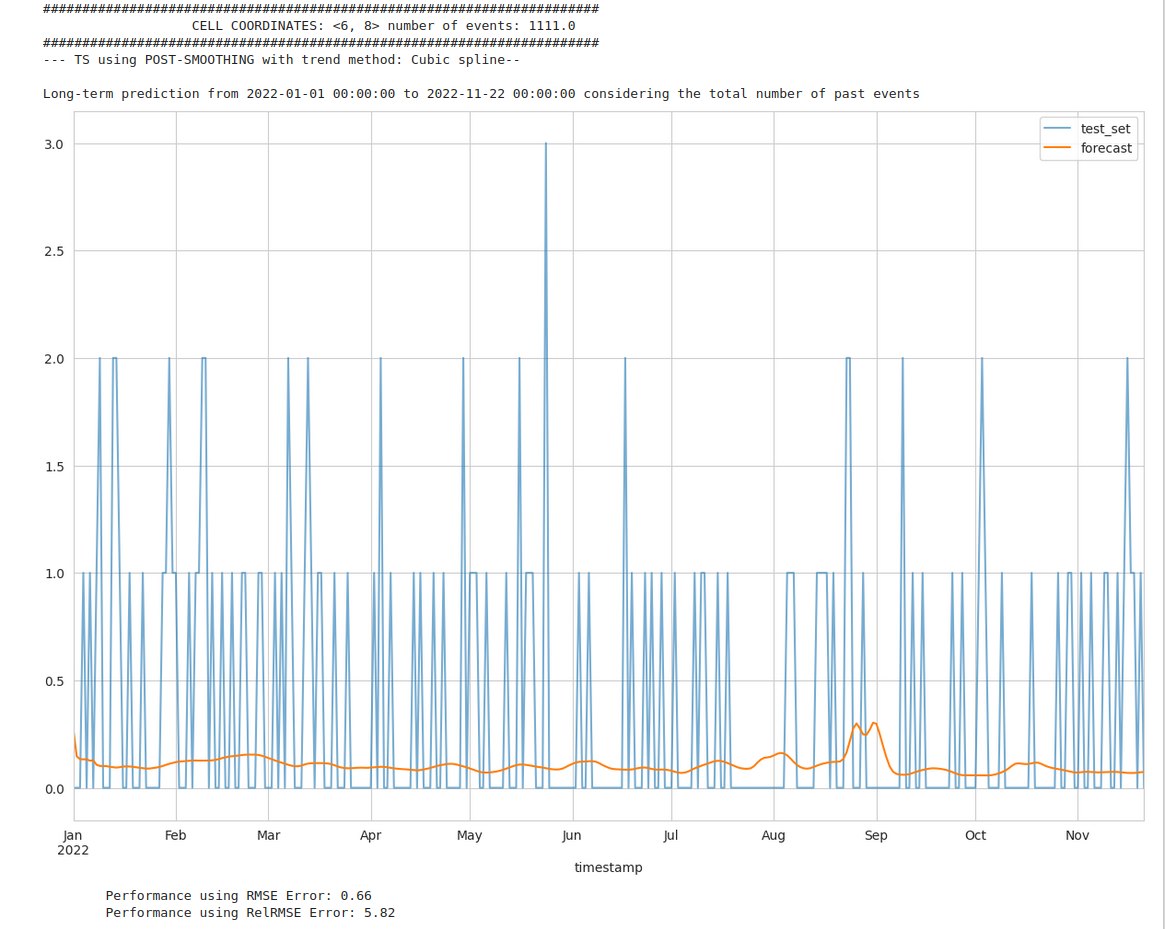 ######################################################################
CELL COORDINATES: <6, 8> number of events: 1111.0
######################################################################
--- TS using POST-SMOOTHING with trend method: Cubic spline--
Long-term prediction from 2022-01-01 00:00:00 to 2022-11-22 00:00:00 considering the total number of past events
test_set
forecast
3.0
2.5
2.0
1.5
1.0
0.5
0.0
Jan Feb Mar Apr May Jun Jul Aug Sep Oct Nov
2022
timestamp
Performance using RMSE Error: 0.66
Performance using RelRMSE Error: 5.82